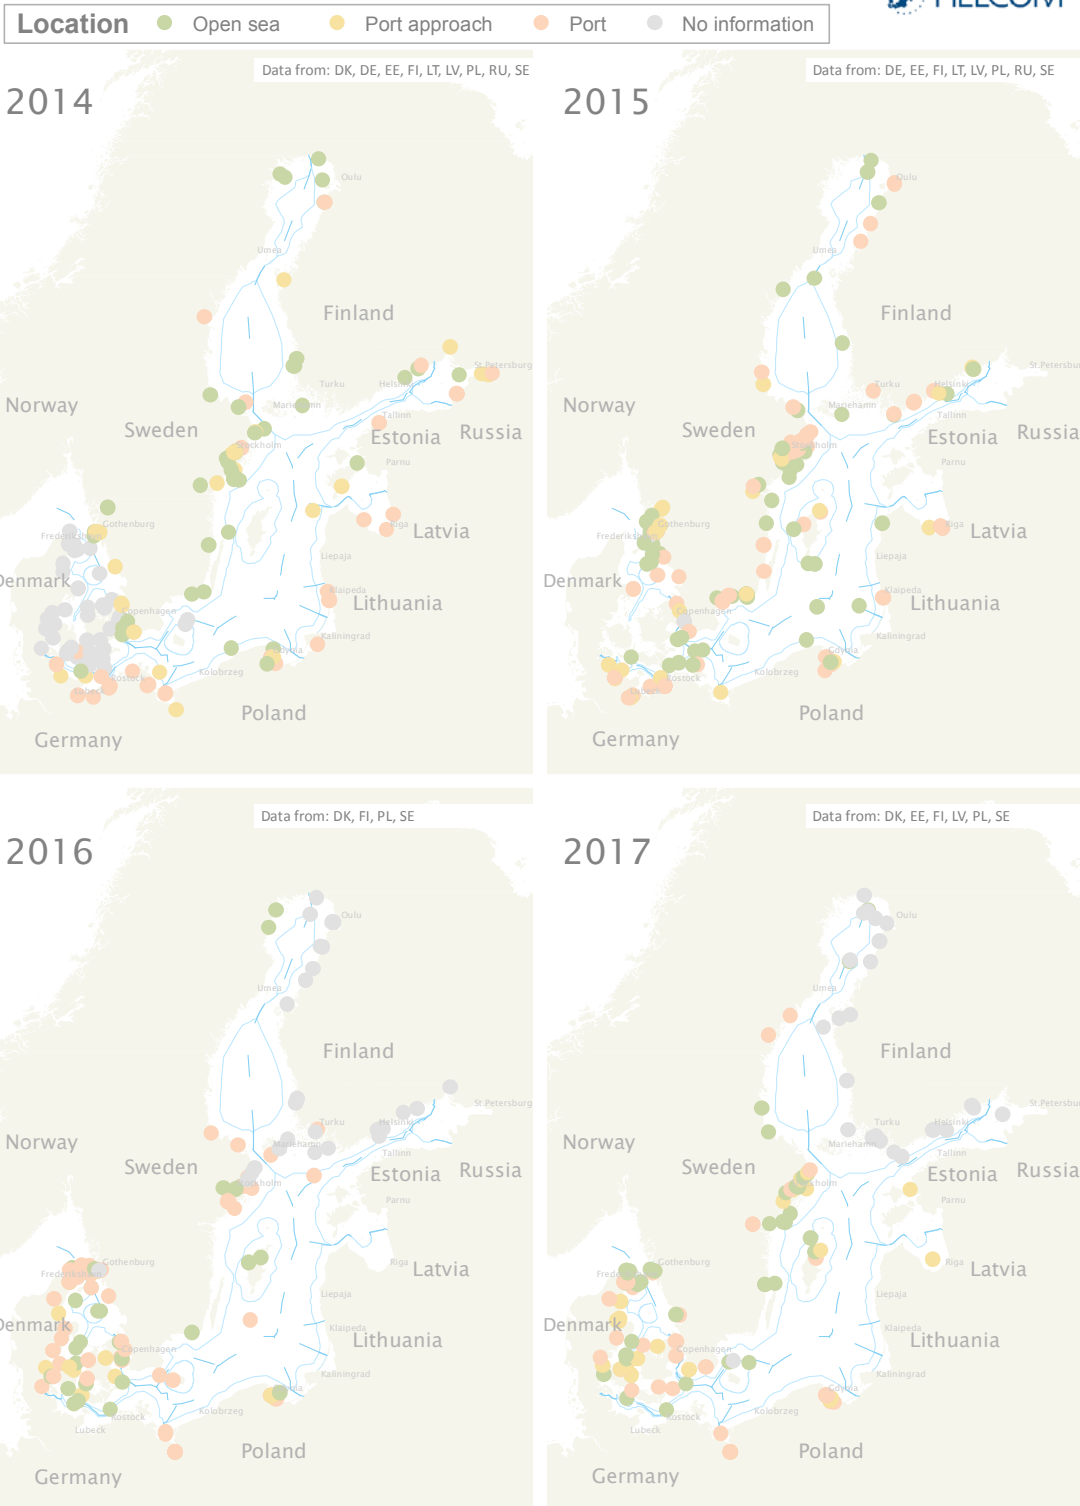 HELCOM
Location Open sea Port approach Port No information
Data from: DK, DE, EE, FI, LT, LV, PL, RU, SE
2014
Oulu
Umea
Finland
St.Petersburg
Turku
Helsinki
Norway
Mariehamn
Tallinn
Sweden
Estonia
Russia
Stockholm
Parnu
Gothenburg
Riga
Latvia
Frederikshavn
Liepaja
Denmark
Klaipeda
Lithuania
Copenhagen
Kaliningrad
Gdynia
Kolobrzeg
Rostock
Lubeck
Poland
Germany
Data from: DE, EE, FI, LT, LV, PL, RU, SE
2015
Oulu
Umea
Finland
St.Petersburg
Turku
Helsinki
Norway
Mariehamn
Tallinn
Sweden
Estonia
Russia
Stockholm
Parnu
Gothenburg
Riga
Latvia
Frederikshavn
Liepaja
Denmark
Klaipeda
Lithuania
Copenhagen
Kaliningrad
Gdynia
Kolobrzeg
Rostock
Lubeck
Poland
Germany
Data from: DK, FI, PL, SE
2016
Oulu
Umea
Finland
St.Petersburg
Turku
Helsinki
Norway
Mariehamn
Tallinn
Sweden
Estonia
Russia
Stockholm
Parnu
Gothenburg
Riga
Latvia
Frederikshavn
Liepaja
Denmark
Klaipeda
Lithuania
Copenhagen
Kaliningrad
Kolobrzeg
Rostock
Lubeck
Poland
Germany
Data from: DK, EE, FI, LV, PL, SE
2017
Oulu
Umea
Finland
St.Petersburg
Turku
Helsinki
Norway
Mariehamn
Tallinn
Sweden
Estonia
Russia
Parnu
Gothenburg
Riga
Latvia
Liepaja
Denmark
Klaipeda
Lithuania
Copenhagen
Kaliningrad
Gdynia
Kolobrzeg
Rostock
Lubeck
Poland
Germany